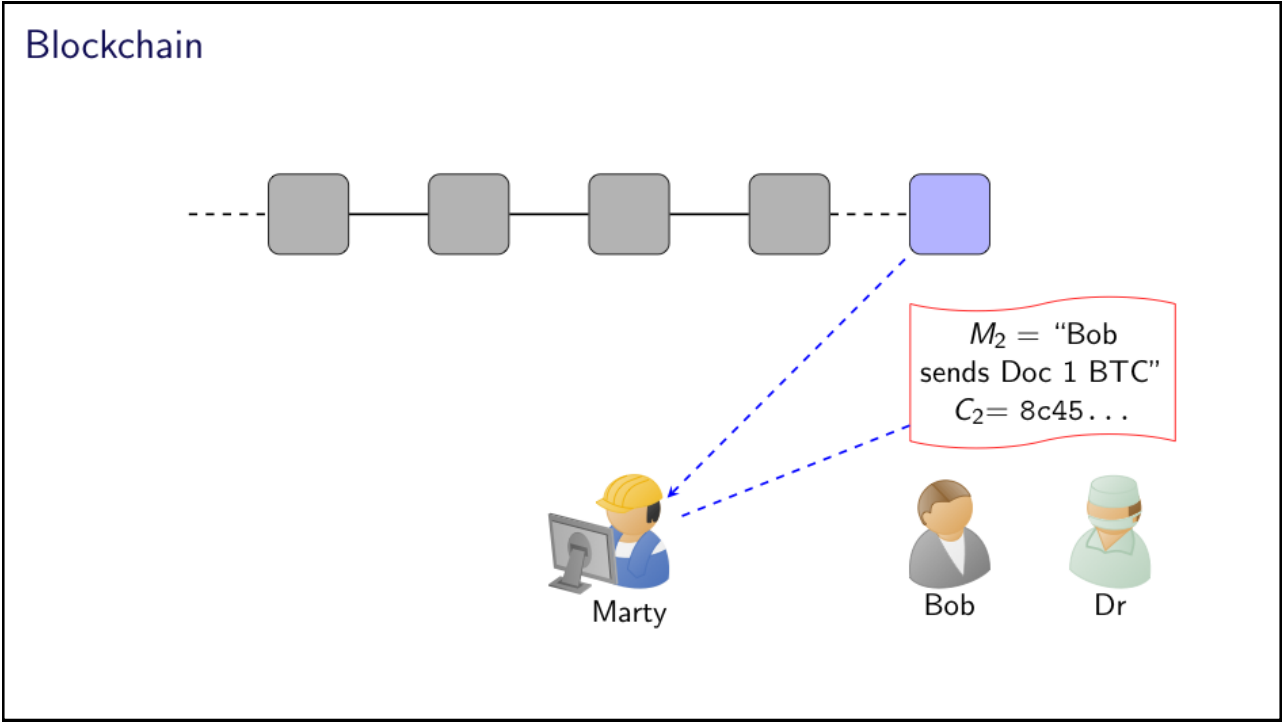 Blockchain
M₂ = “Bob
sends Doc 1 BTC”
C₂= 8c45...
Marty
Bob
Dr